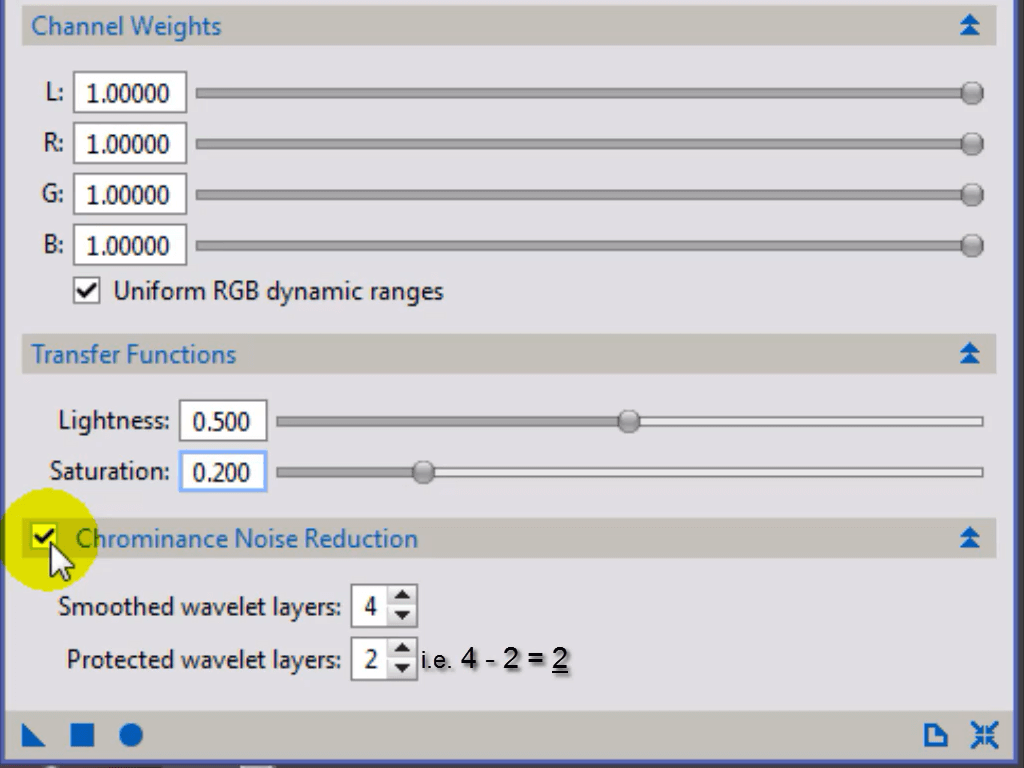 Channel Weights
L: 1.00000
R: 1.00000
G: 1.00000
B: 1.00000
Uniform RGB dynamic ranges
Transfer Functions
Lightness: 0.500
Saturation: 0.200
Chrominance Noise Reduction
Smoothed wavelet layers: 4
Protected wavelet layers: 2 i.e. 4 - 2 = 2